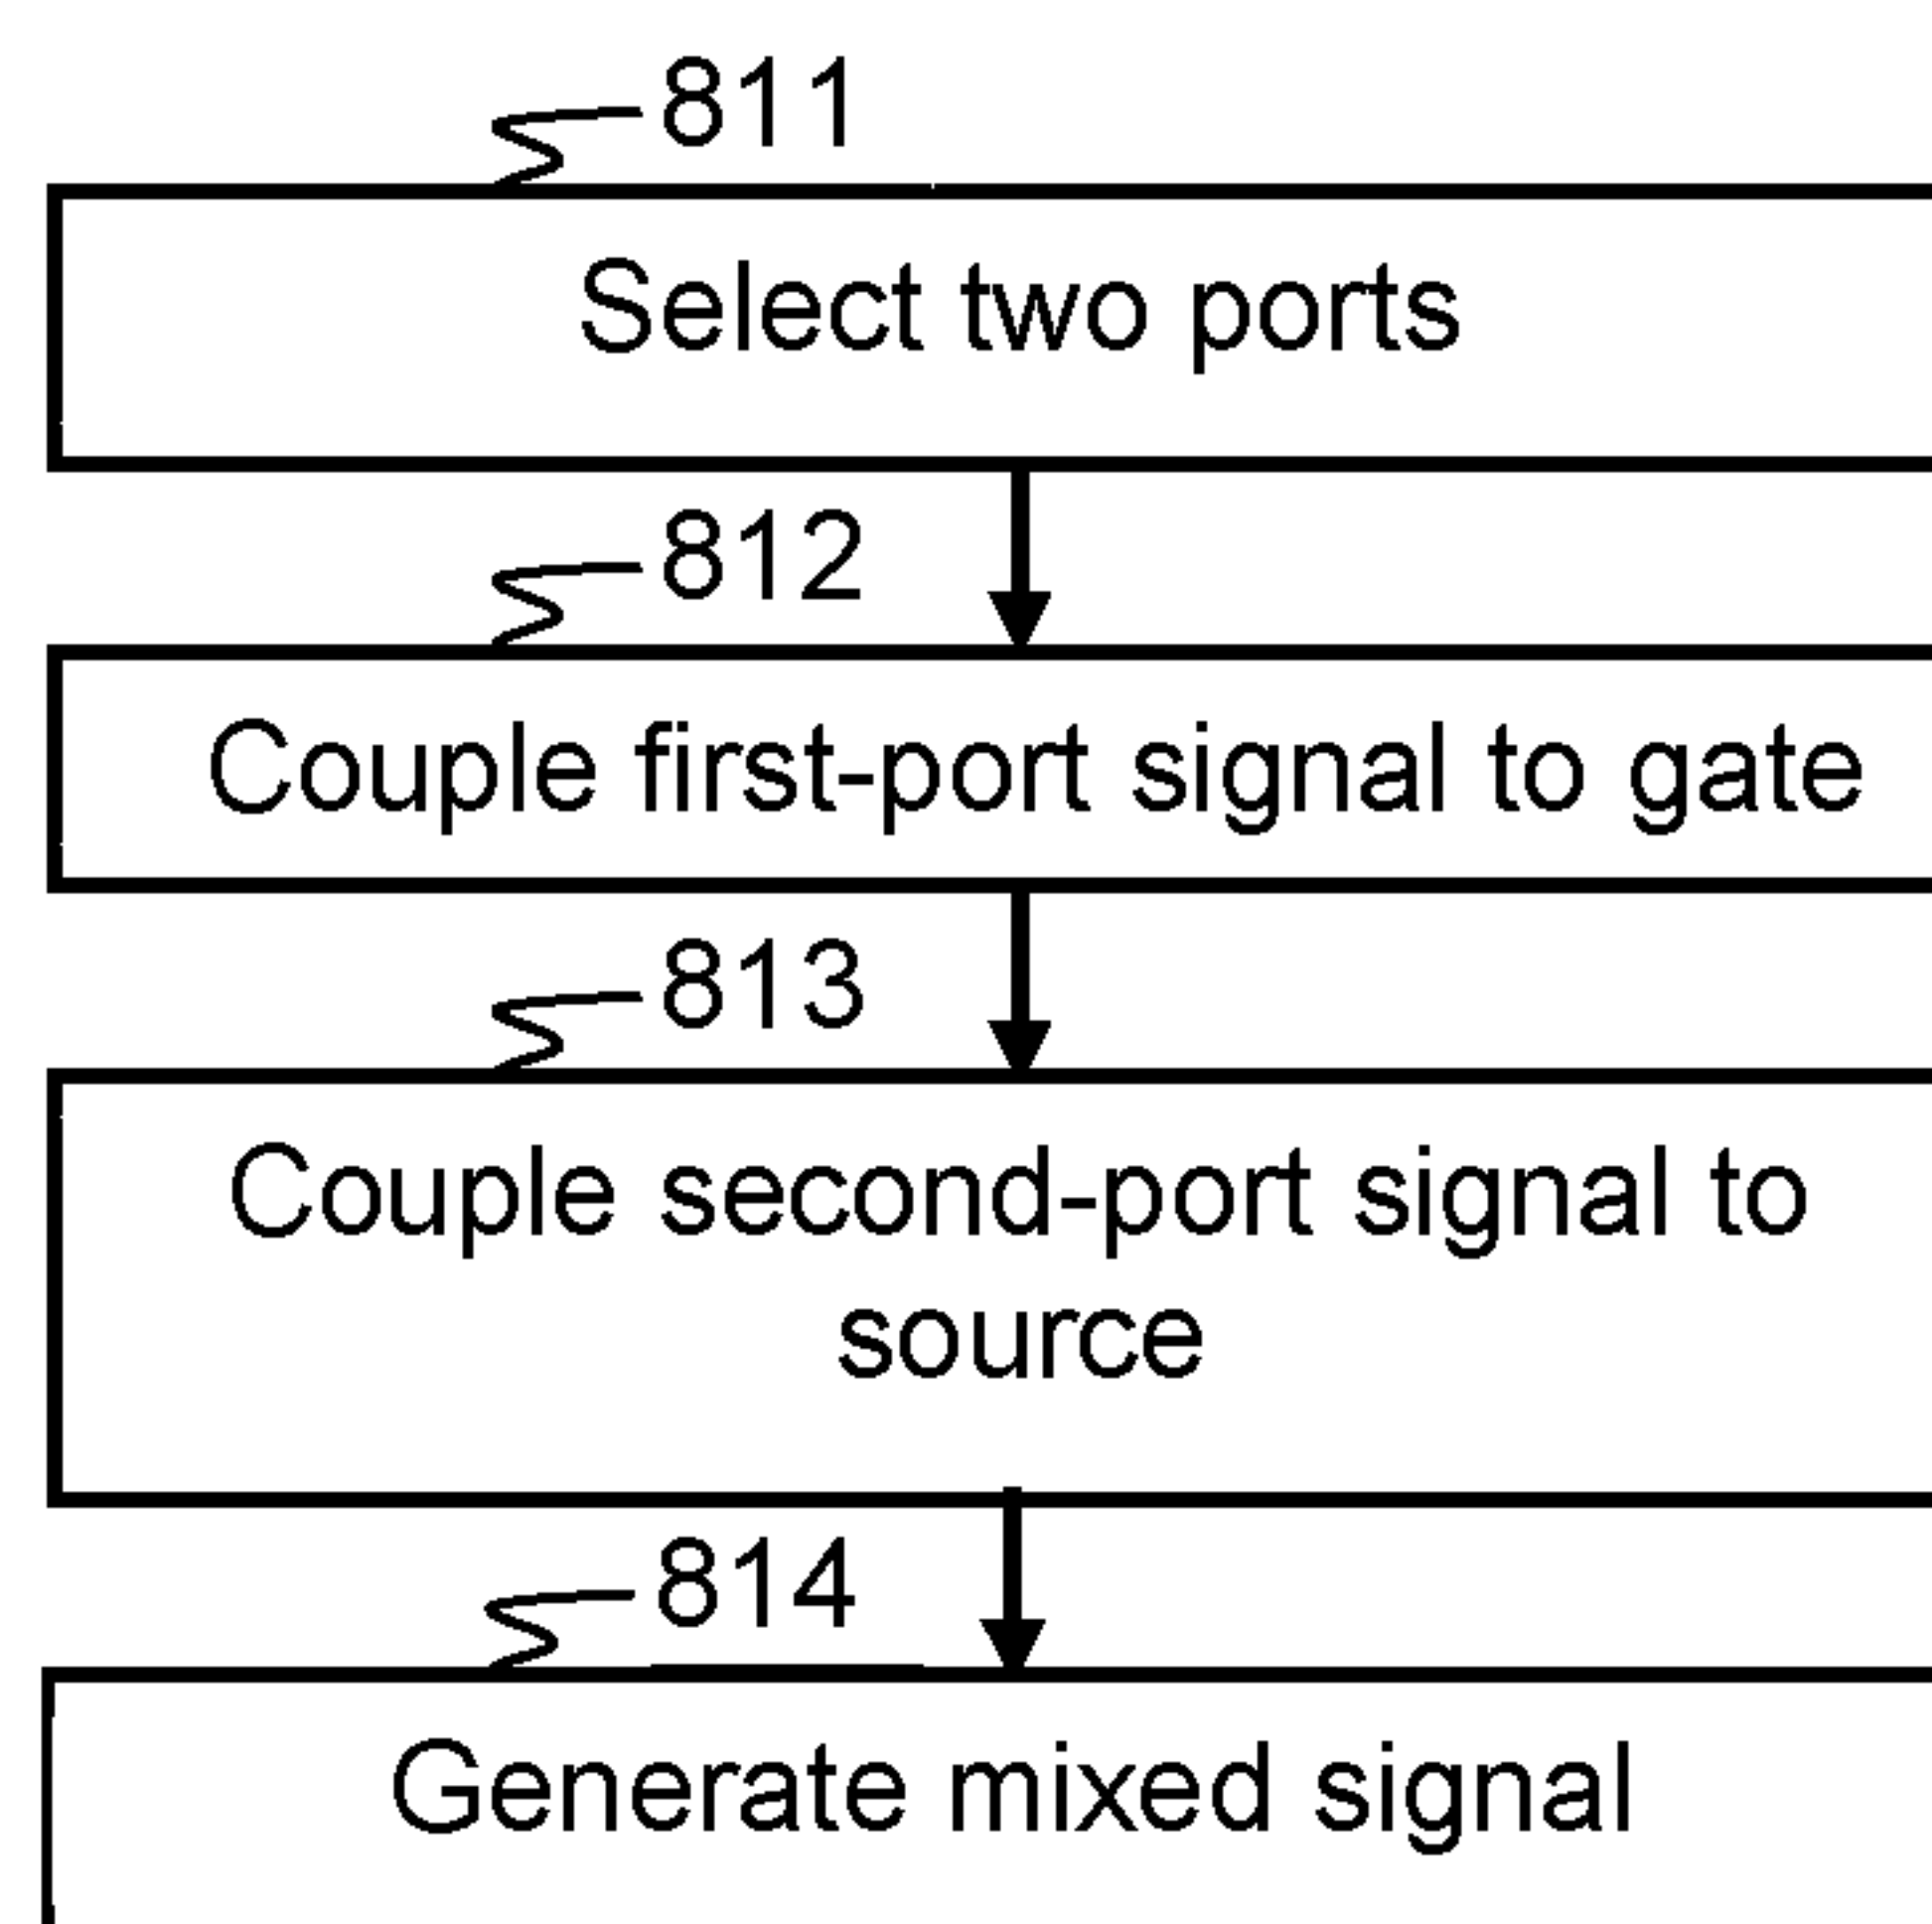 811
Select two ports
812
Couple first-port signal to gate
813
Couple second-port signal to
source
814
Generate mixed signal